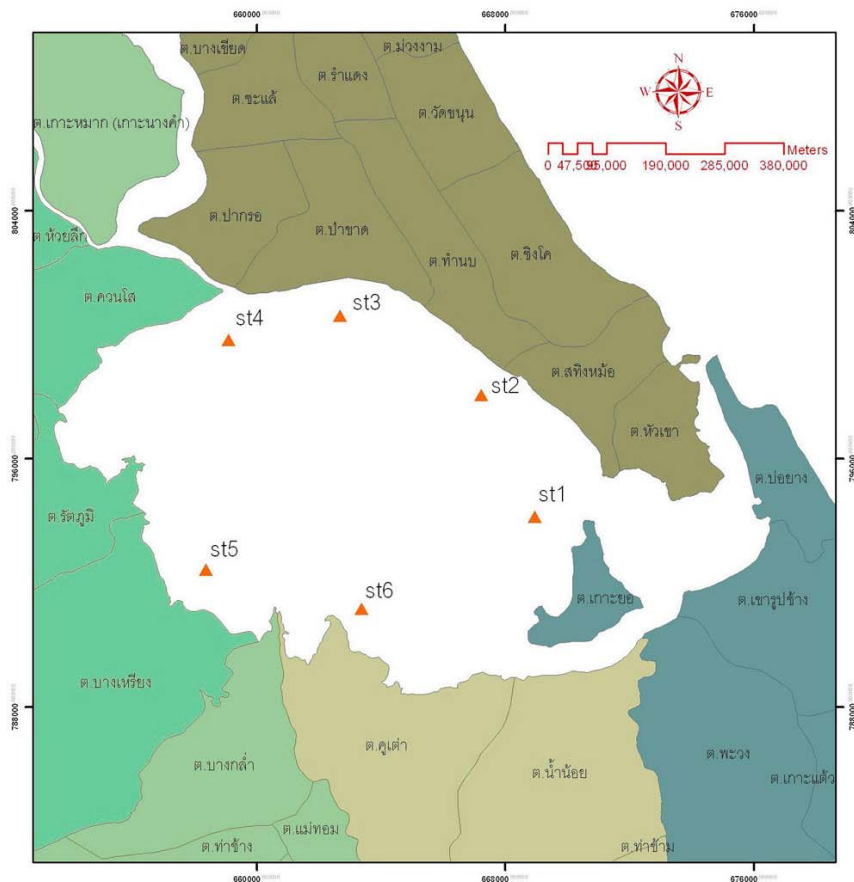 660000
668000
676000
ต.บางเขียด
ต.ม่วงงาม
ต.รำแดง
ต.ชะแล้
ต.วัดขนุน
N
W E
S
ต.เกาะหมาก (เกาะนางคำ)
Meters
0 47,500 95,000 190,000 285,000 380,000
804000
804000
ต.ปากรอ
ต.ป่าขาด
ต.ห้วยลึก
ต.ชิงโค
ต.ทำนบ
ต.ควนโส
st3
st4
ต.สทิงหม้อ
st2
ต.หัวเขา
796000
796000
ต.บ่อยาง
st1
ต.รัตภูมิ
st5
ต.เกาะยอ
ต.เขารูปช้าง
st6
ต.บางเหรียง
788000
788000
ต.คูเต่า
ต.พะวง
ต.บางกล่ำ
ต.น้ำน้อย
ต.เกาะแต้ว
ต.แม่ทอม
ต.ท่าช้าง
ต.ท่าข้าม
660000
668000
676000